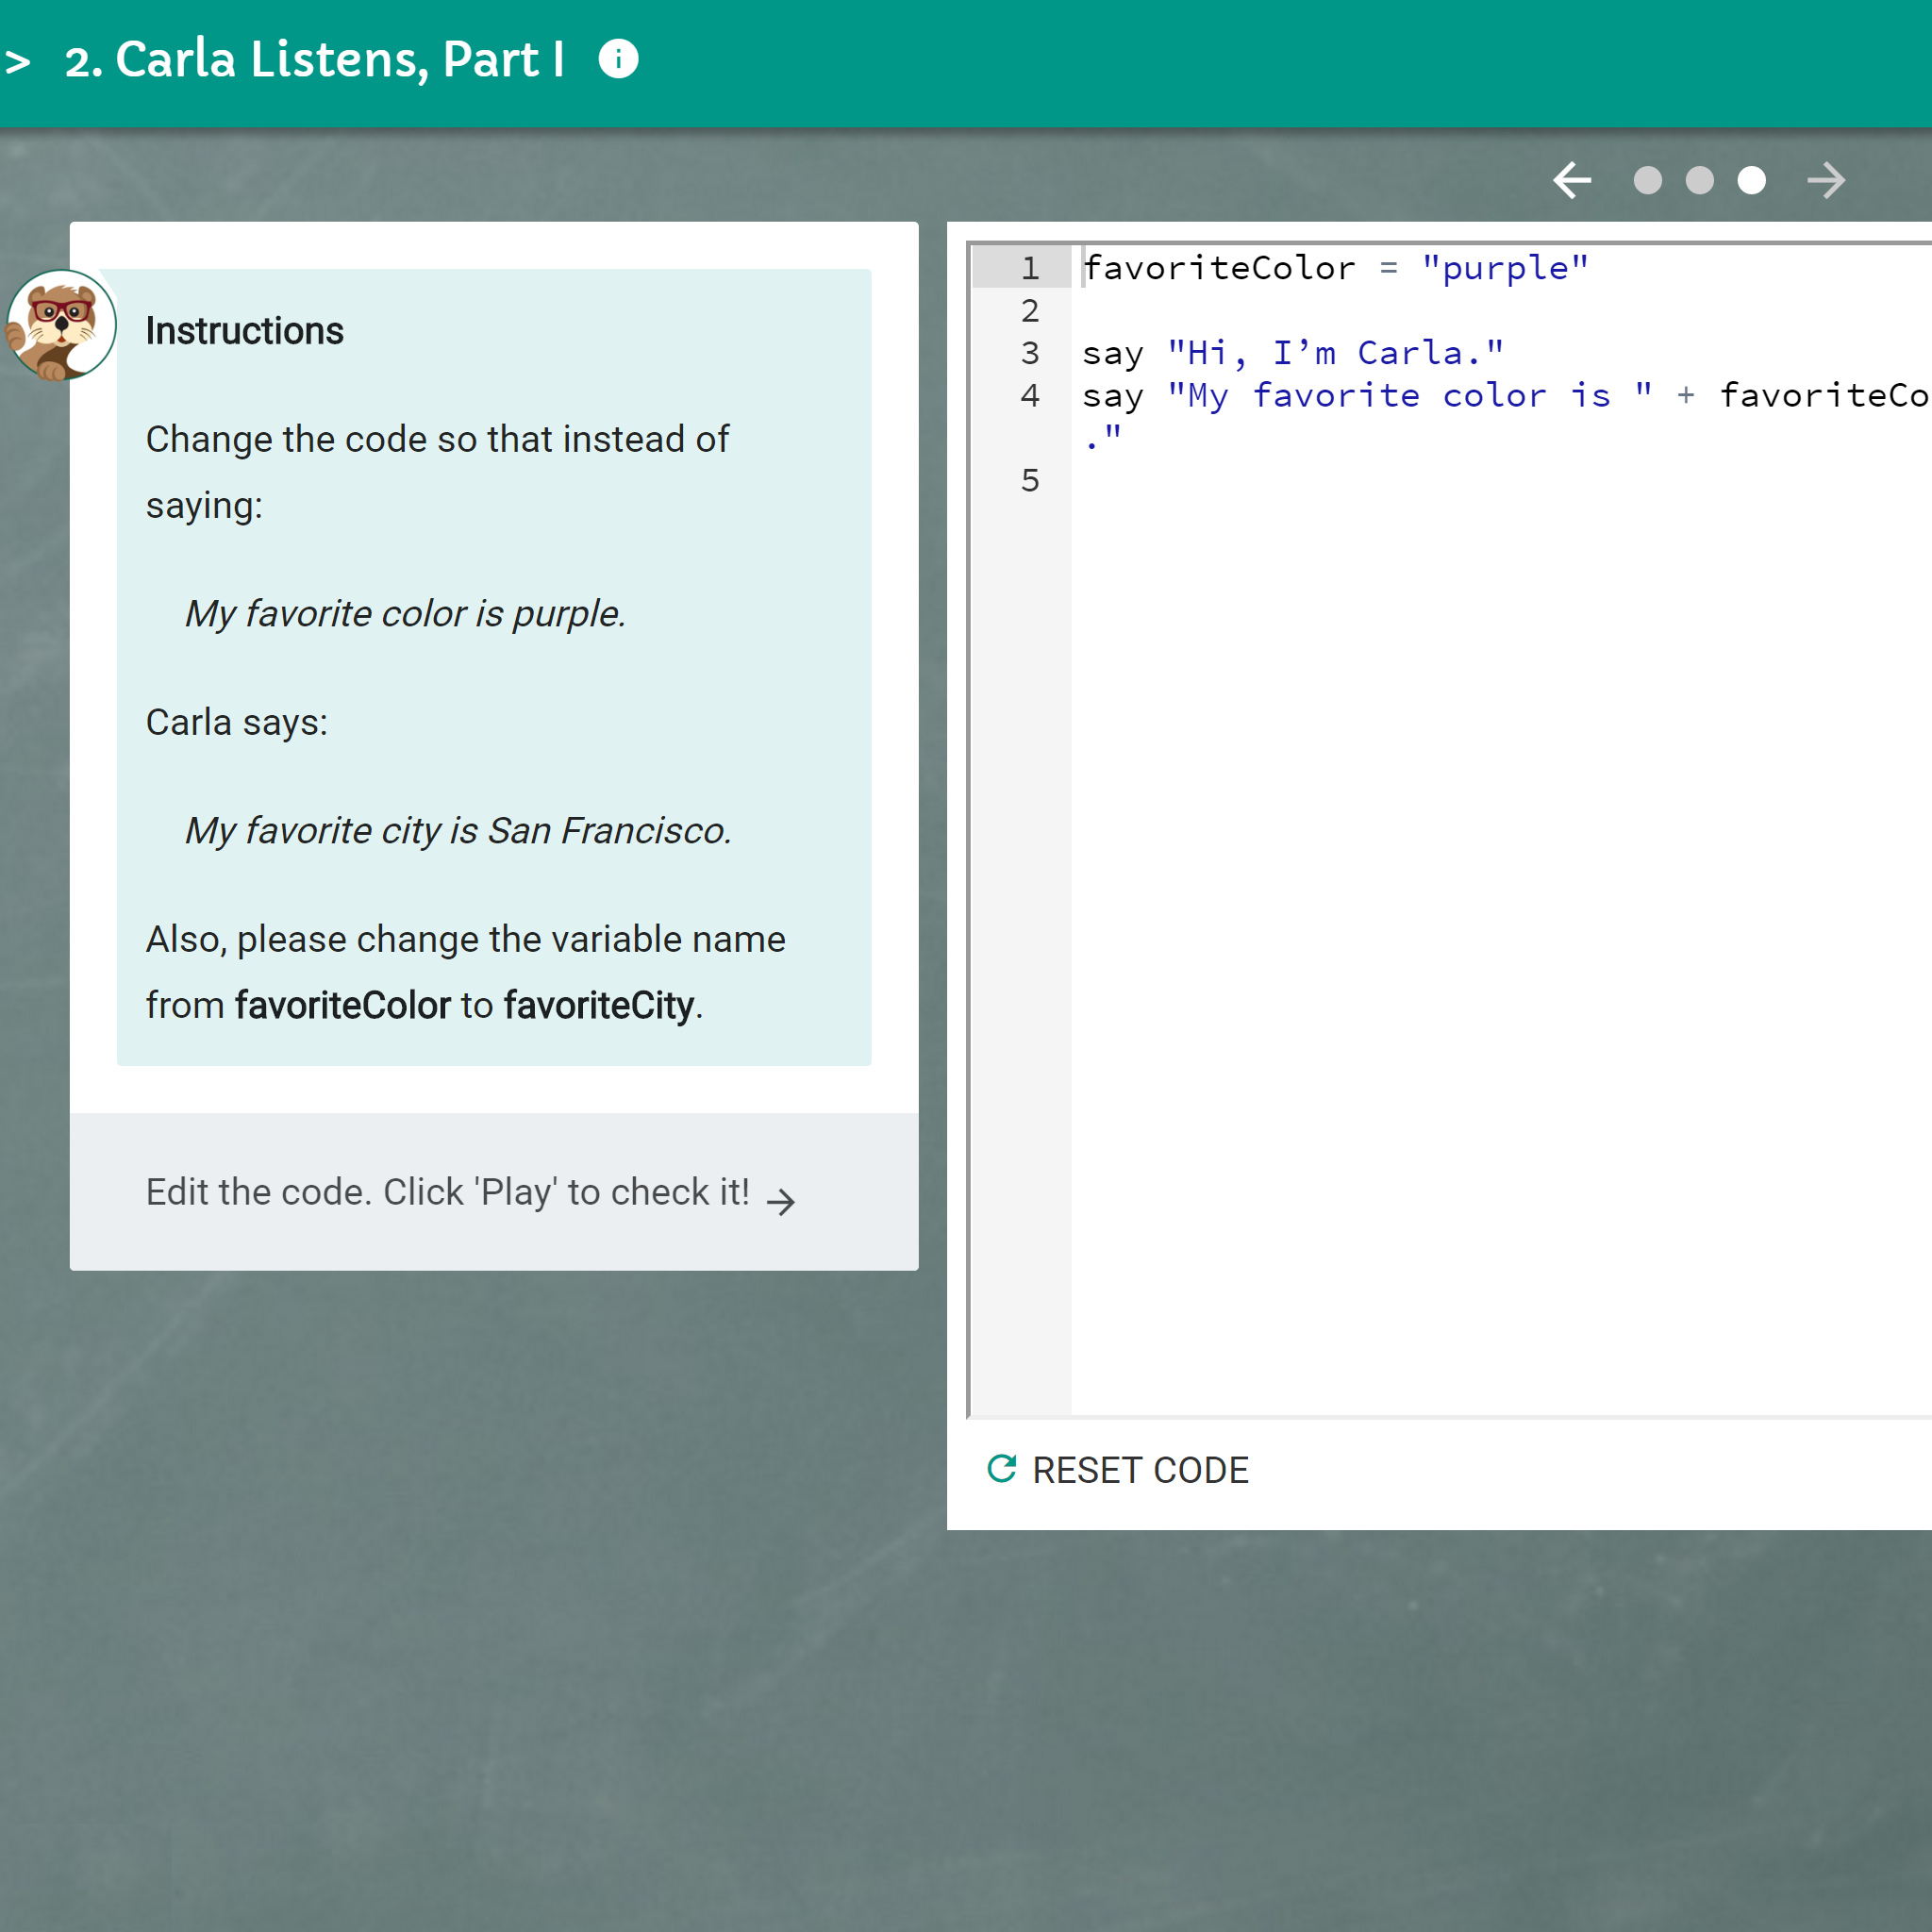 > 2. Carla Listens, Part I i
Instructions
Change the code so that instead of
saying:
My favorite color is purple.
Carla says:
My favorite city is San Francisco.
Also, please change the variable name
from favoriteColor to favoriteCity.
Edit the code. Click 'Play' to check it!
1 favoriteColor = "purple"
2
3 say "Hi, I’m Carla."
4 say "My favorite color is " + favoriteCo
."
5
RESET CODE